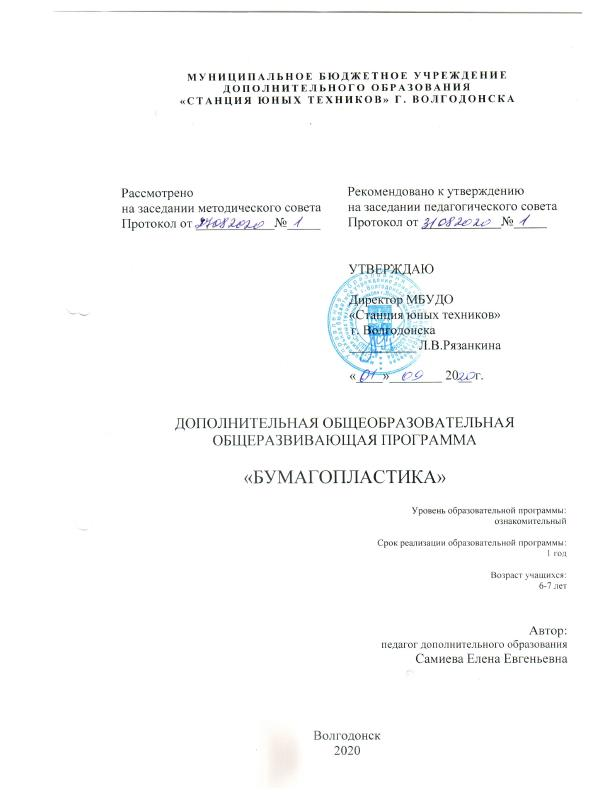 МУНИЦИПАЛЬНОЕ БЮДЖЕТНОЕ УЧРЕЖДЕНИЕ
ДОПОЛНИТЕЛЬНОГО ОБРАЗОВАНИЯ
«СТАНЦИЯ ЮНЫХ ТЕХНИКОВ» Г. ВОЛГОДОНСКА
Рассмотрено
на заседании методического совета
Протокол от 27082020 № 1
Рекомендовано к утверждению
на заседании педагогического совета
Протокол от 31082020 № 1
УТВЕРЖДАЮ
Директор МБУДО
«Станция юных техников»
г. Волгодонска
Л.В.Рязанкина
« 01 » 09 2020 г.
ДОПОЛНИТЕЛЬНАЯ ОБЩЕОБРАЗОВАТЕЛЬНАЯ
ОБЩЕРАЗВИВАЮЩАЯ ПРОГРАММА
«БУМАГОПЛАСТИКА»
Уровень образовательной программы:
ознакомительный
Срок реализации образовательной программы:
1 год
Возраст учащихся:
6-7 лет
Автор:
педагог дополнительного образования
Самиева Елена Евгеньевна
Волгодонск
2020